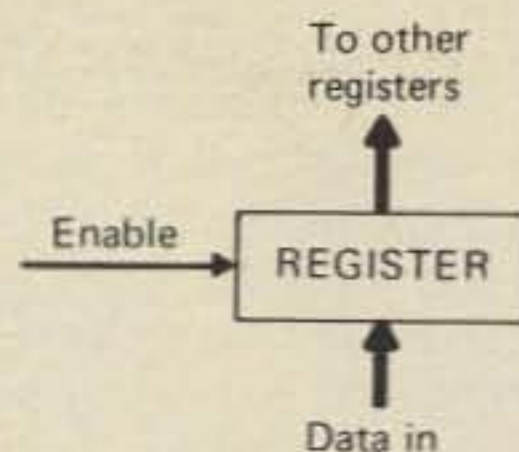 To other
registers
Enable
REGISTER
Data in